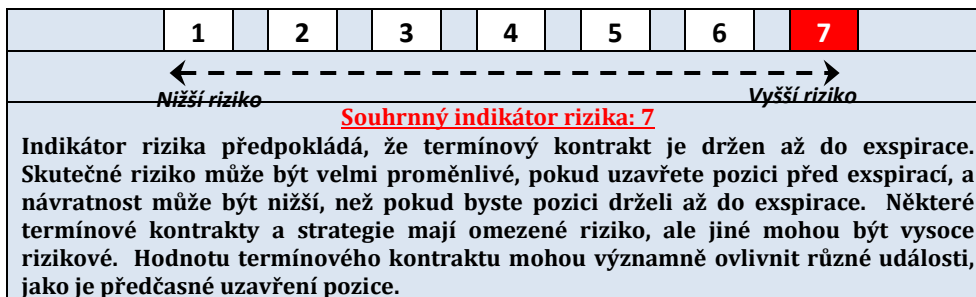 1 2 3 4 5 6 7
Nižší riziko Vyšší riziko
Souhrnný indikátor rizika: 7
Indikátor rizika předpokládá, že termínový kontrakt je držen až do exspirace.
Skutečné riziko může být velmi proměnlivé, pokud uzavřete pozici před exspirací, a
návratnost může být nižší, než pokud byste pozici drželi až do exspirace. Některé
termínové kontrakty a strategie mají omezené riziko, ale jiné mohou být vysoce
rizikové. Hodnotu termínového kontraktu mohou významně ovlivnit různé události,
jako je předčasné uzavření pozice.